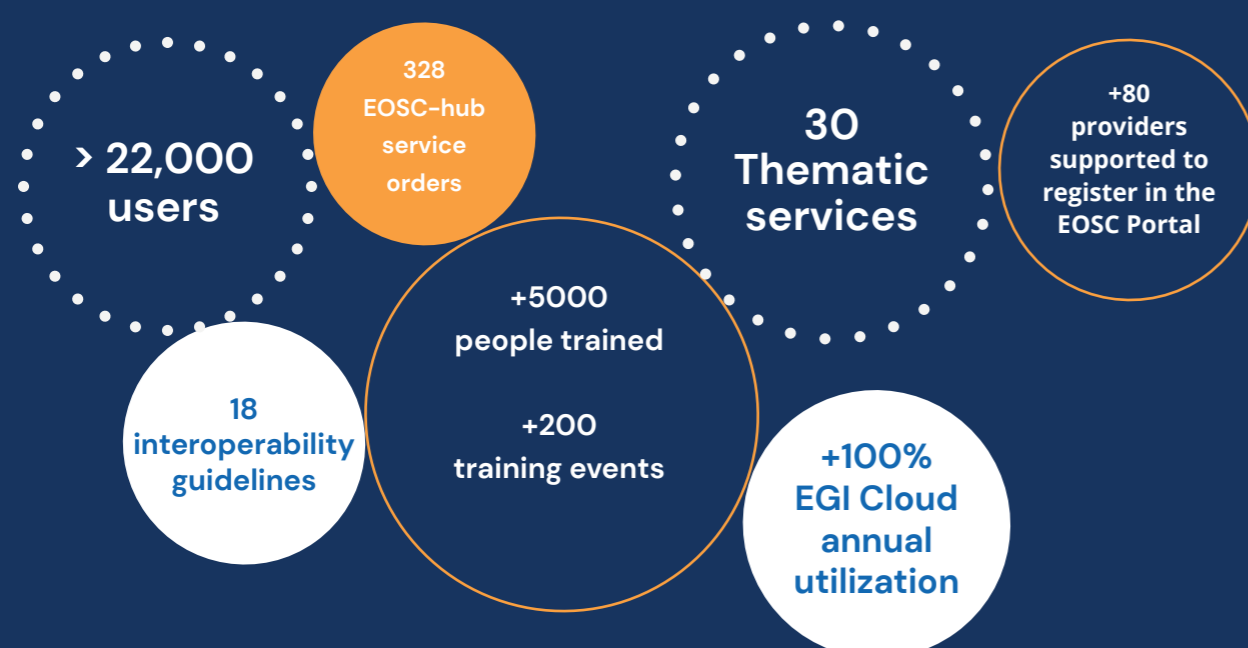 > 22,000
users
328
EOSC-hub
service
orders
30
Thematic
services
+80
providers
supported to
register in the
EOSC Portal
+5000
people trained
+200
training events
18
interoperability
guidelines
+100%
EGI Cloud
annual
utilization